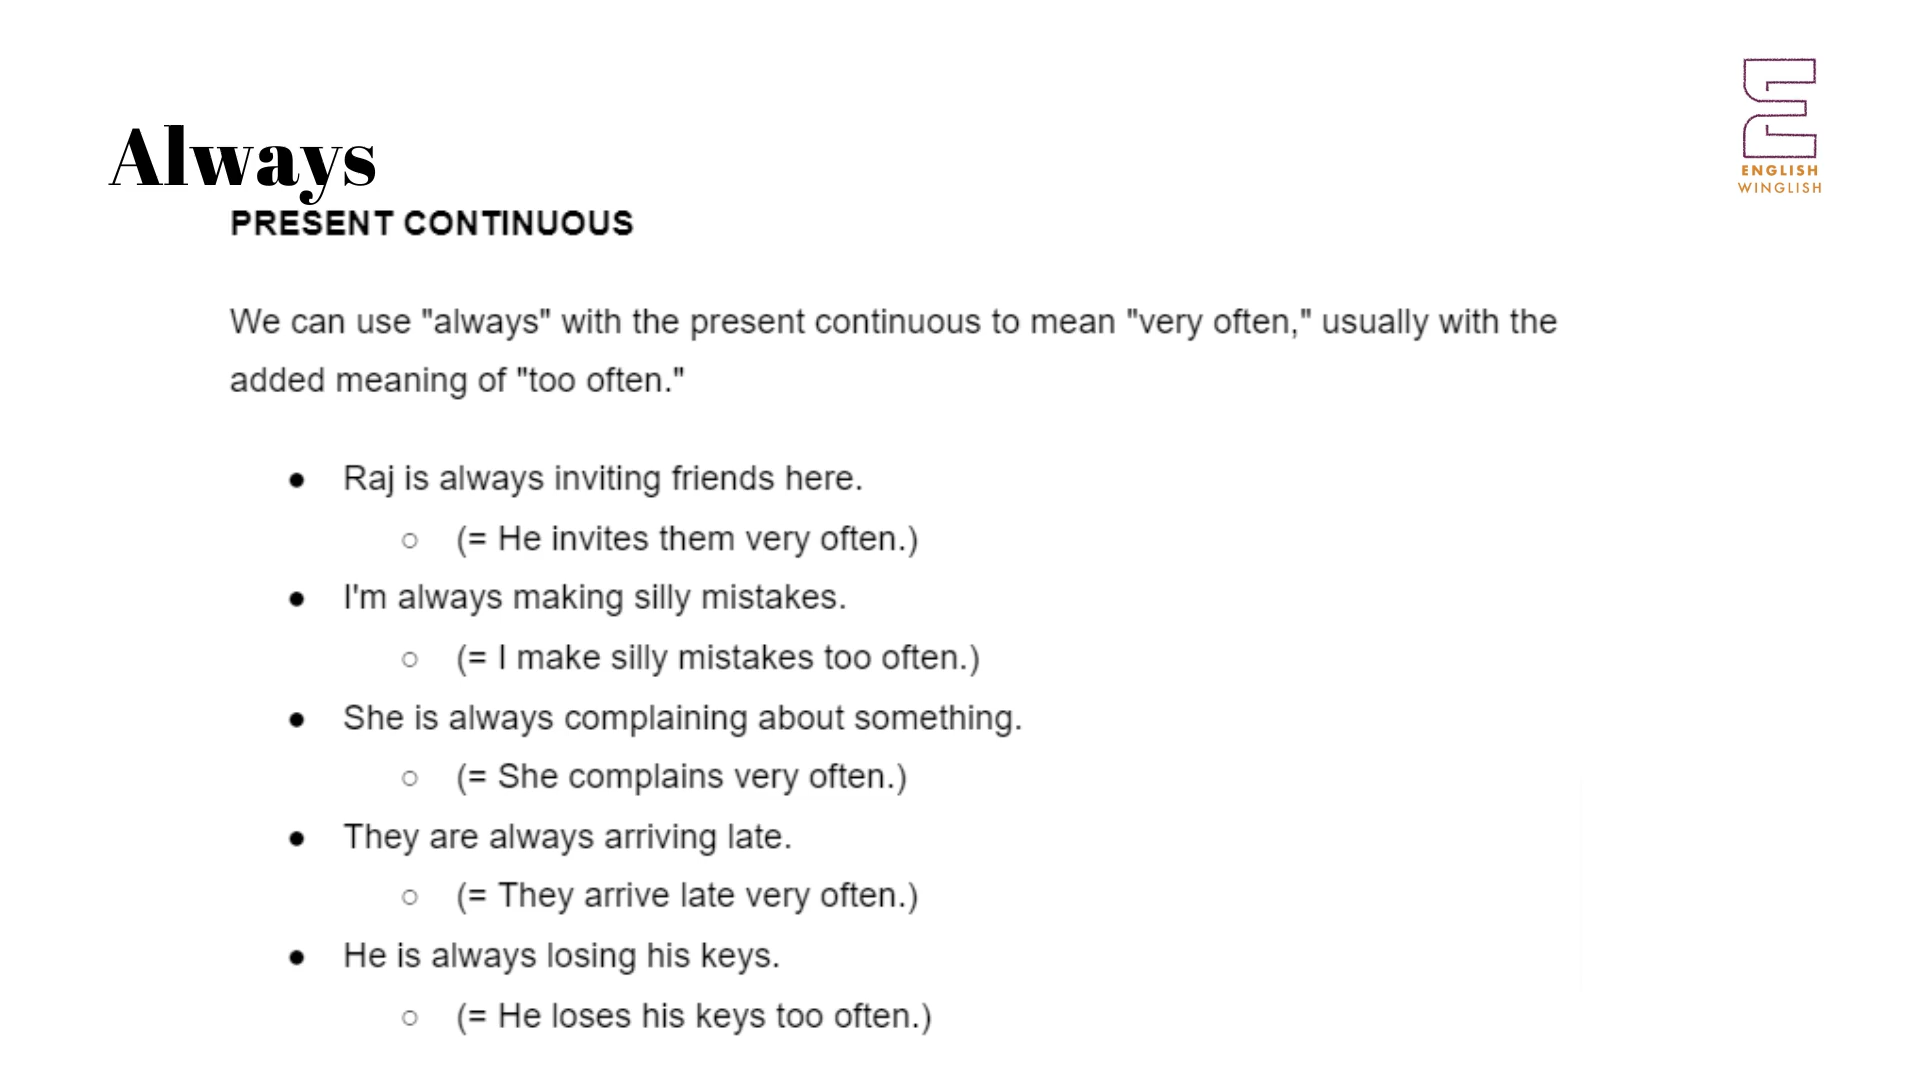 Always
ENGLISH
WINGLISH
PRESENT CONTINUOUS
We can use "always" with the present continuous to mean "very often," usually with the
added meaning of "too often."
● Raj is always inviting friends here.
○ (= He invites them very often.)
● I'm always making silly mistakes.
○ (= I make silly mistakes too often.)
● She is always complaining about something.
○ (= She complains very often.)
● They are always arriving late.
○ (= They arrive late very often.)
● He is always losing his keys.
○ (= He loses his keys too often.)